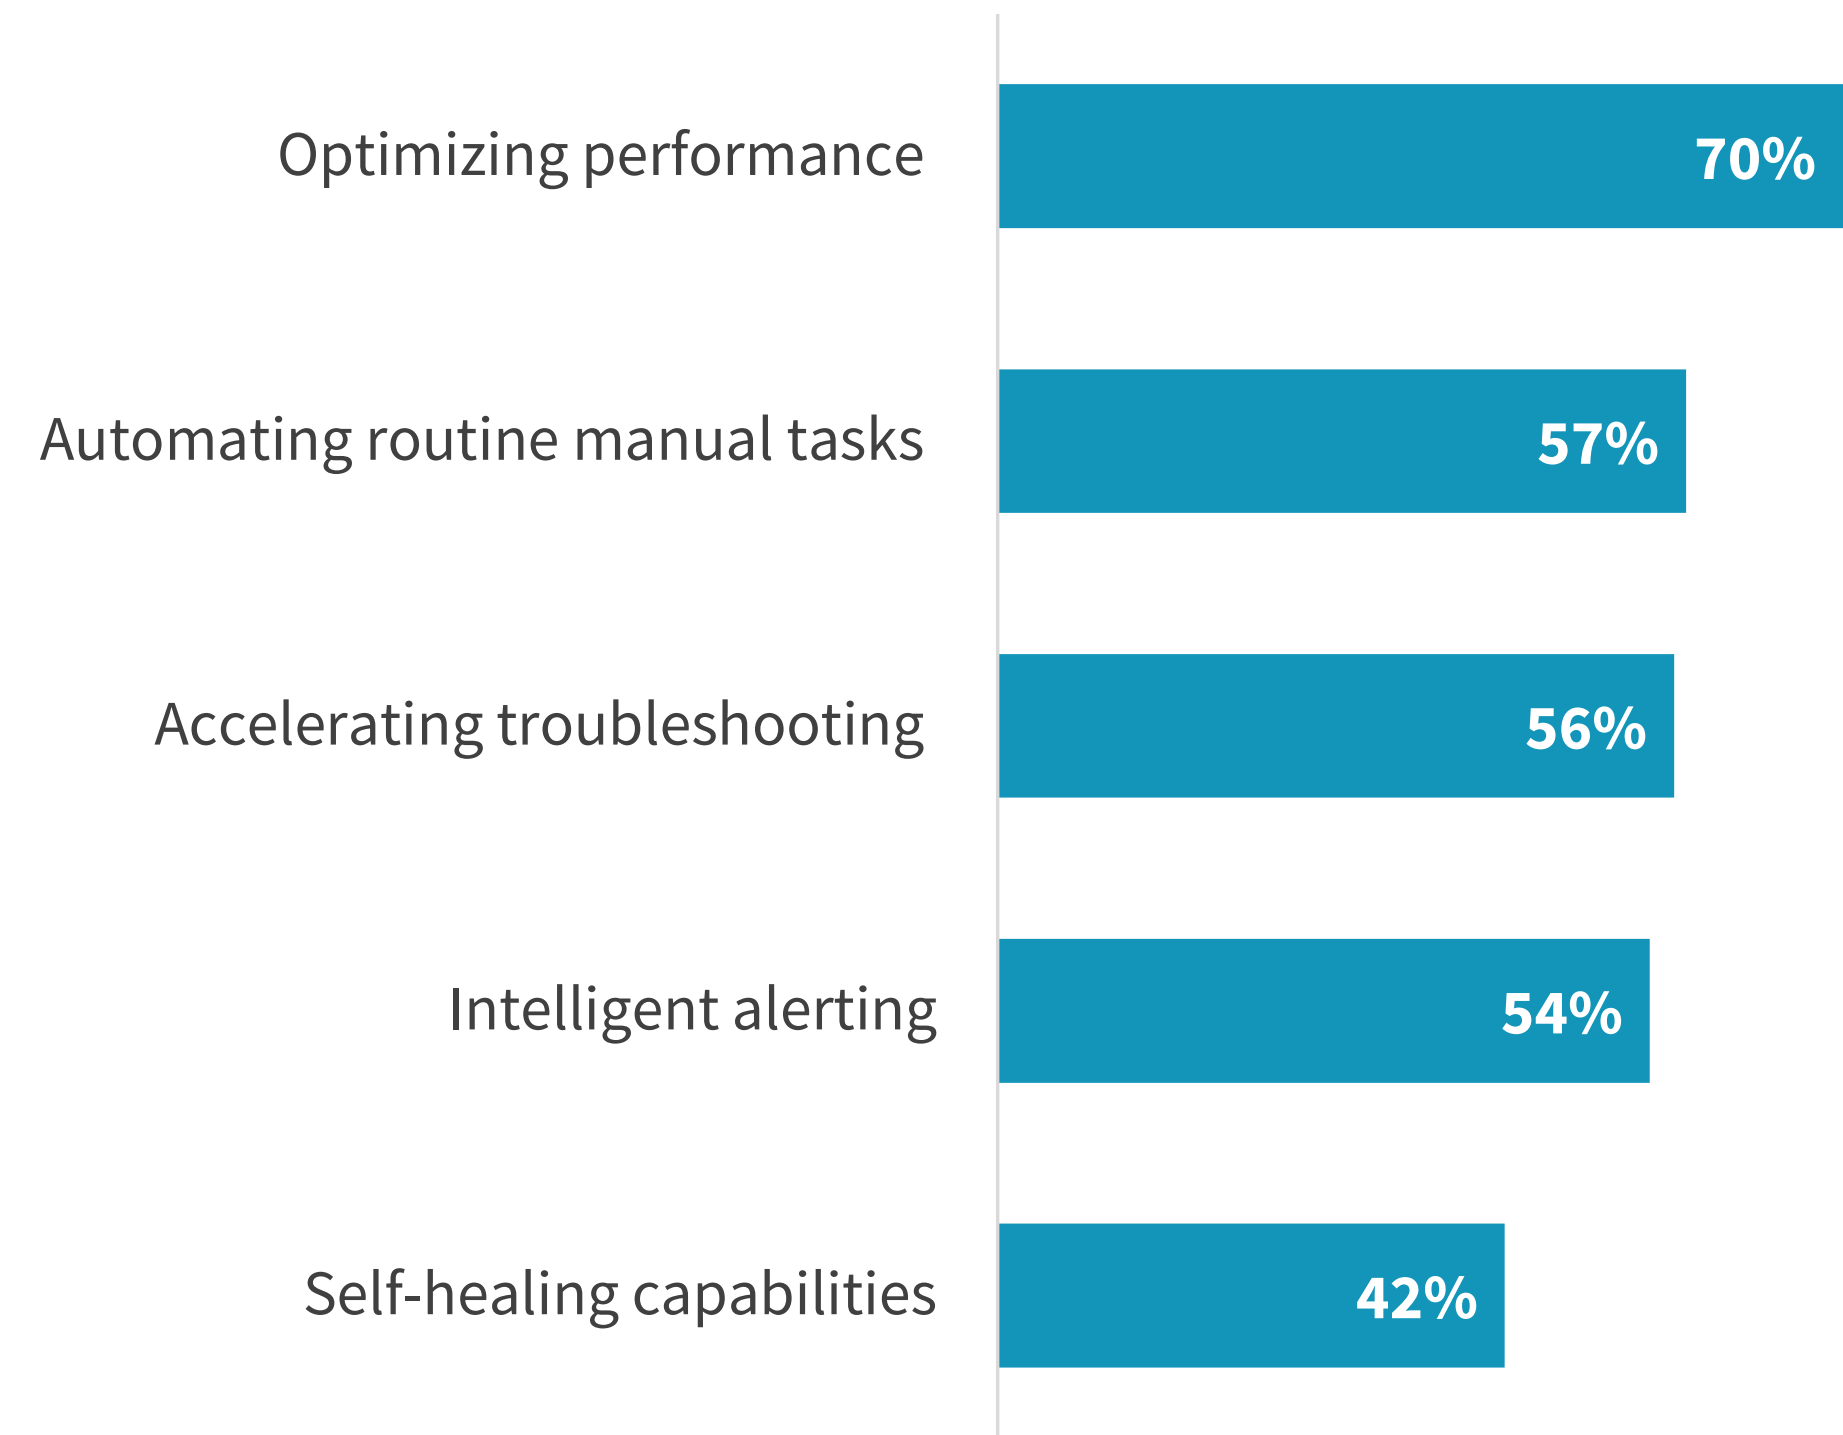 Optimizing performance 70%
Automating routine manual tasks 57%
Accelerating troubleshooting 56%
Intelligent alerting 54%
Self-healing capabilities 42%